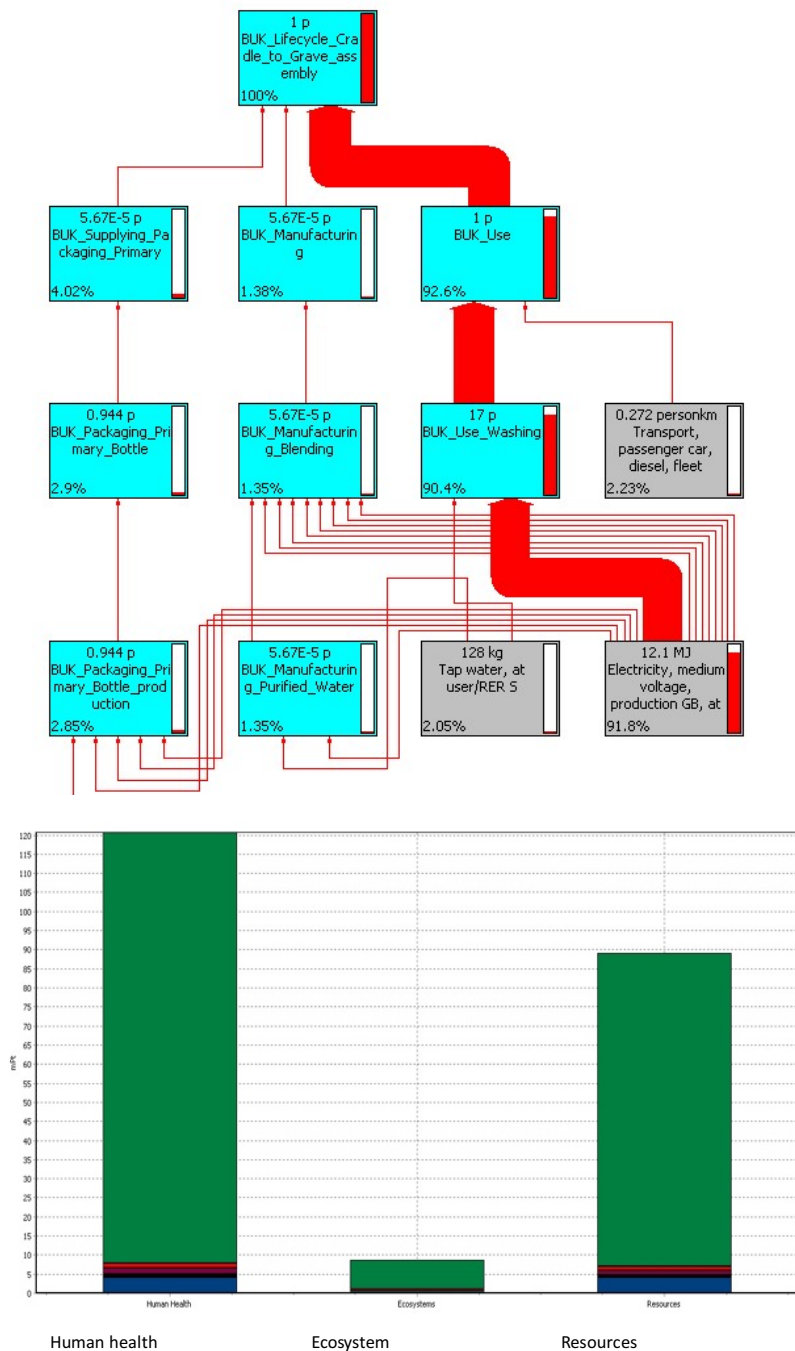 1 p
BUK_Lifecycle_Cra
dle_to_Grave_ass
embly
100%
5.67E-5 p
BUK_Supplying_Pa
ckaging_Primary
4.02%
5.67E-5 p
BUK_Manufacturin
g
1.38%
1 p
BUK_Use
92.6%
0.944 p
BUK_Packaging_Pri
mary_Bottle
2.9%
5.67E-5 p
BUK_Manufacturin
g_Blending
1.35%
17 p
BUK_Use_Washing
90.4%
0.272 personkm
Transport,
passenger car,
diesel, fleet
2.23%
0.944 p
BUK_Packaging_Pri
mary_Bottle_prod
uction
2.85%
5.67E-5 p
BUK_Manufacturin
g_Purified_Water
1.35%
128 kg
Tap water, at
user/RER S
2.05%
12.1 MJ
Electricity, medium
voltage,
production GB, at
91.8%
120
115
110
105
100
95
90
85
80
75
70
65
60
55
50
45
40
35
30
25
20
15
10
5
0
mPt
Human Health
Ecosystems
Resources
Human health
Ecosystem
Resources